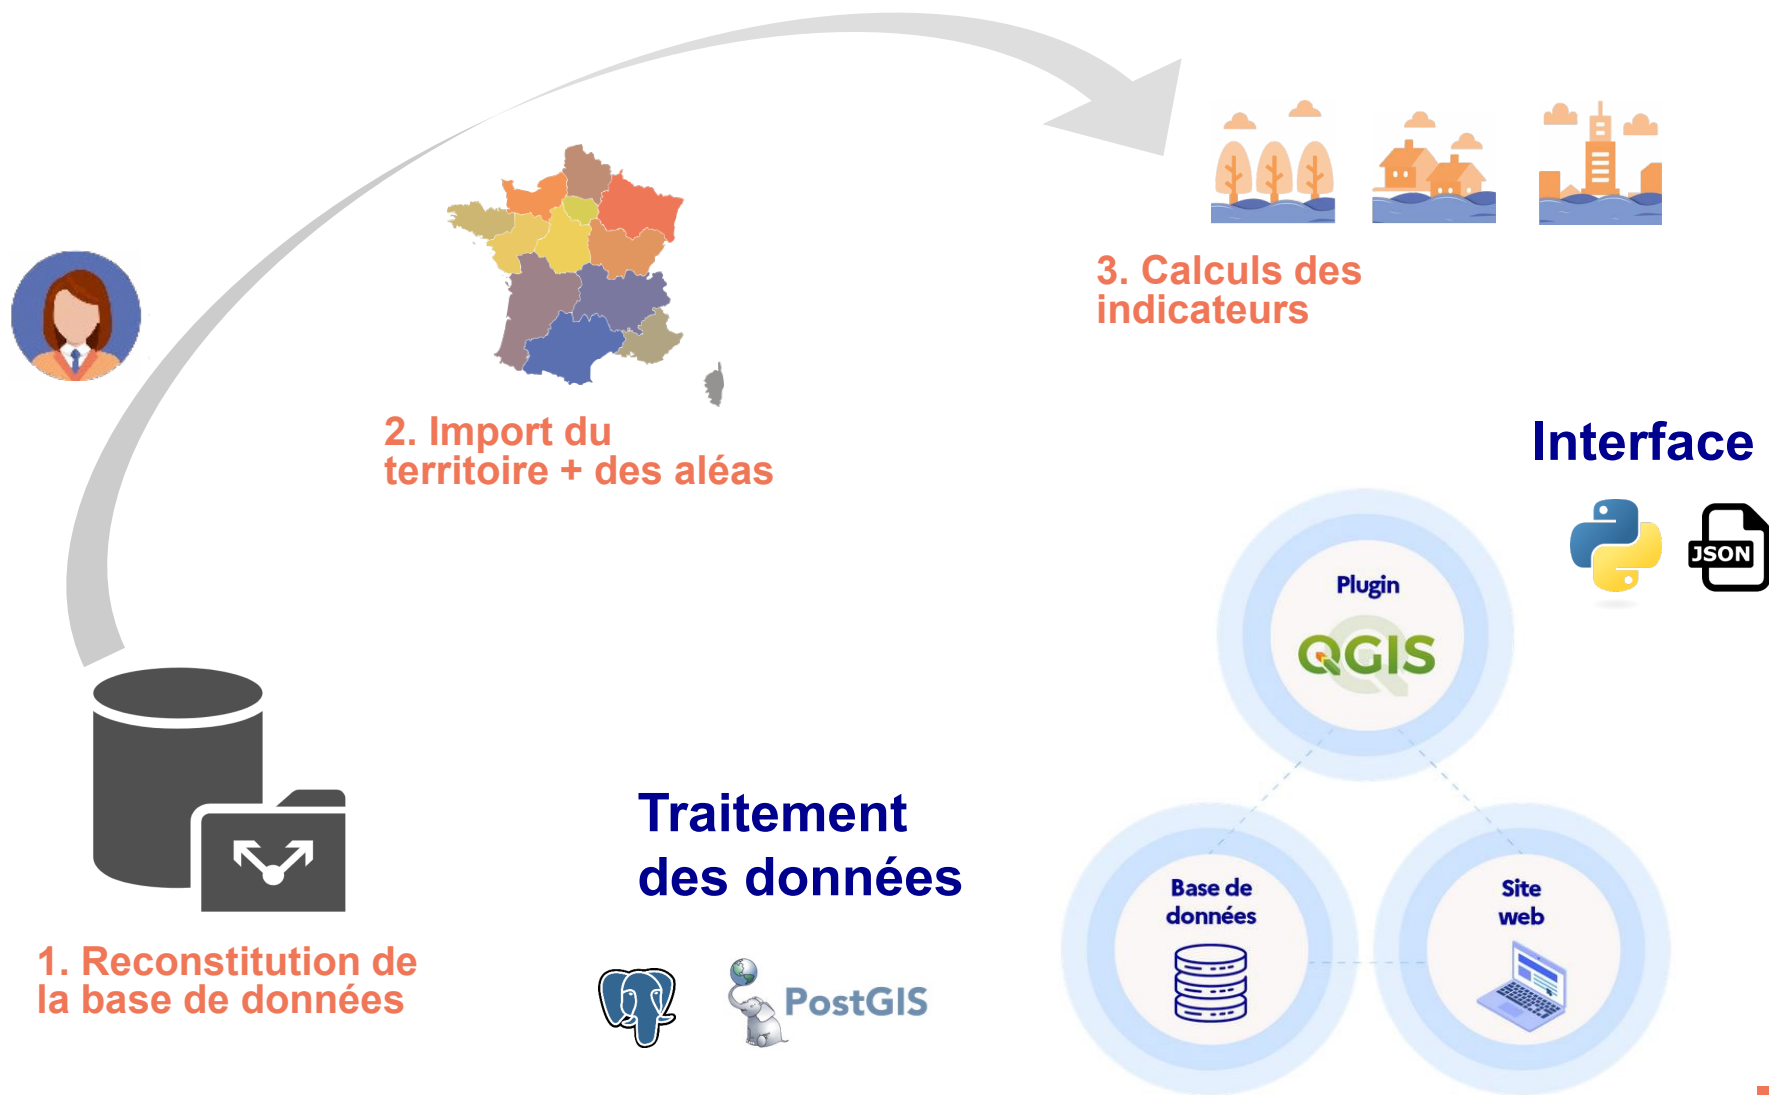 3. Calculs des
indicateurs
2. Import du
territoire + des aléas
Interface
JSON
Plugin
QGIS
Traitement
des données
Base de
données
Site
web
1. Reconstitution de
la base de données
PostGIS